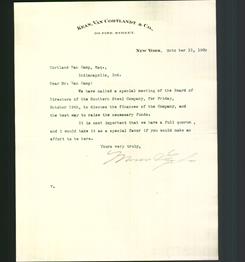 KEAN, VAN CORTLANDT & CO.,
30 PINE STREET.
NEW YORK, October 15, 190
Cortland Van Camp, Esq.,
Indianapolis, Ind.
Dear Mr. Van Camp:
We have called a special meeting of the Board of
Directors of the Southern Steel Company, for Friday,
October 19th, to discuss the finances of the Company, and
the best way to raise the necessary funds.
It is most important that we have a full quorum,
and I would take it as a special favor if you would make an
effort to be here.
Yours very truly,
V.